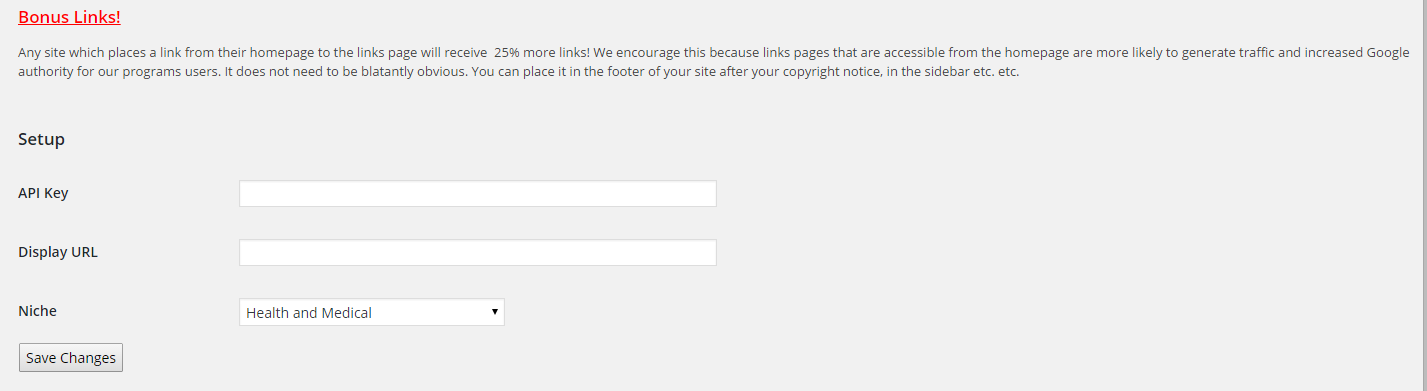 Bonus Links!
Any site which places a link from their homepage to the links page will receive  25% more links! We encourage this because links pages that are accessible from the homepage are more likely to generate traffic and increased Google
authority for our programs users. It does not need to be blatantly obvious. You can place it in the footer of your site after your copyright notice, in the sidebar etc. etc.
Setup
API Key
Display URL
Niche
Health and Medical
Save Changes